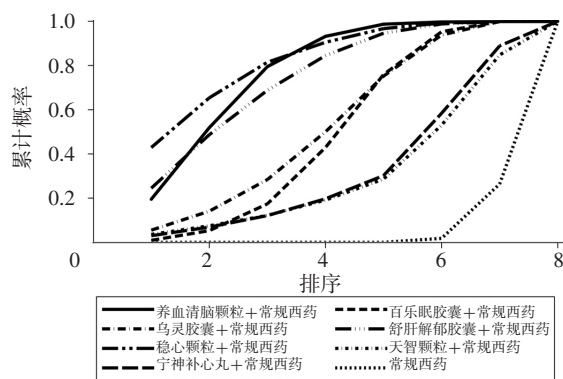 1.0
0.8
0.6
0.4
0.2
累计概率
0 2 4 6 8
排序
养血清脑颗粒+常规西药 百乐眠胶囊+常规西药
乌灵胶囊+常规西药 舒肝解郁胶囊+常规西药
稳心颗粒+常规西药 天智颗粒+常规西药
宁神补心丸+常规西药 常规西药